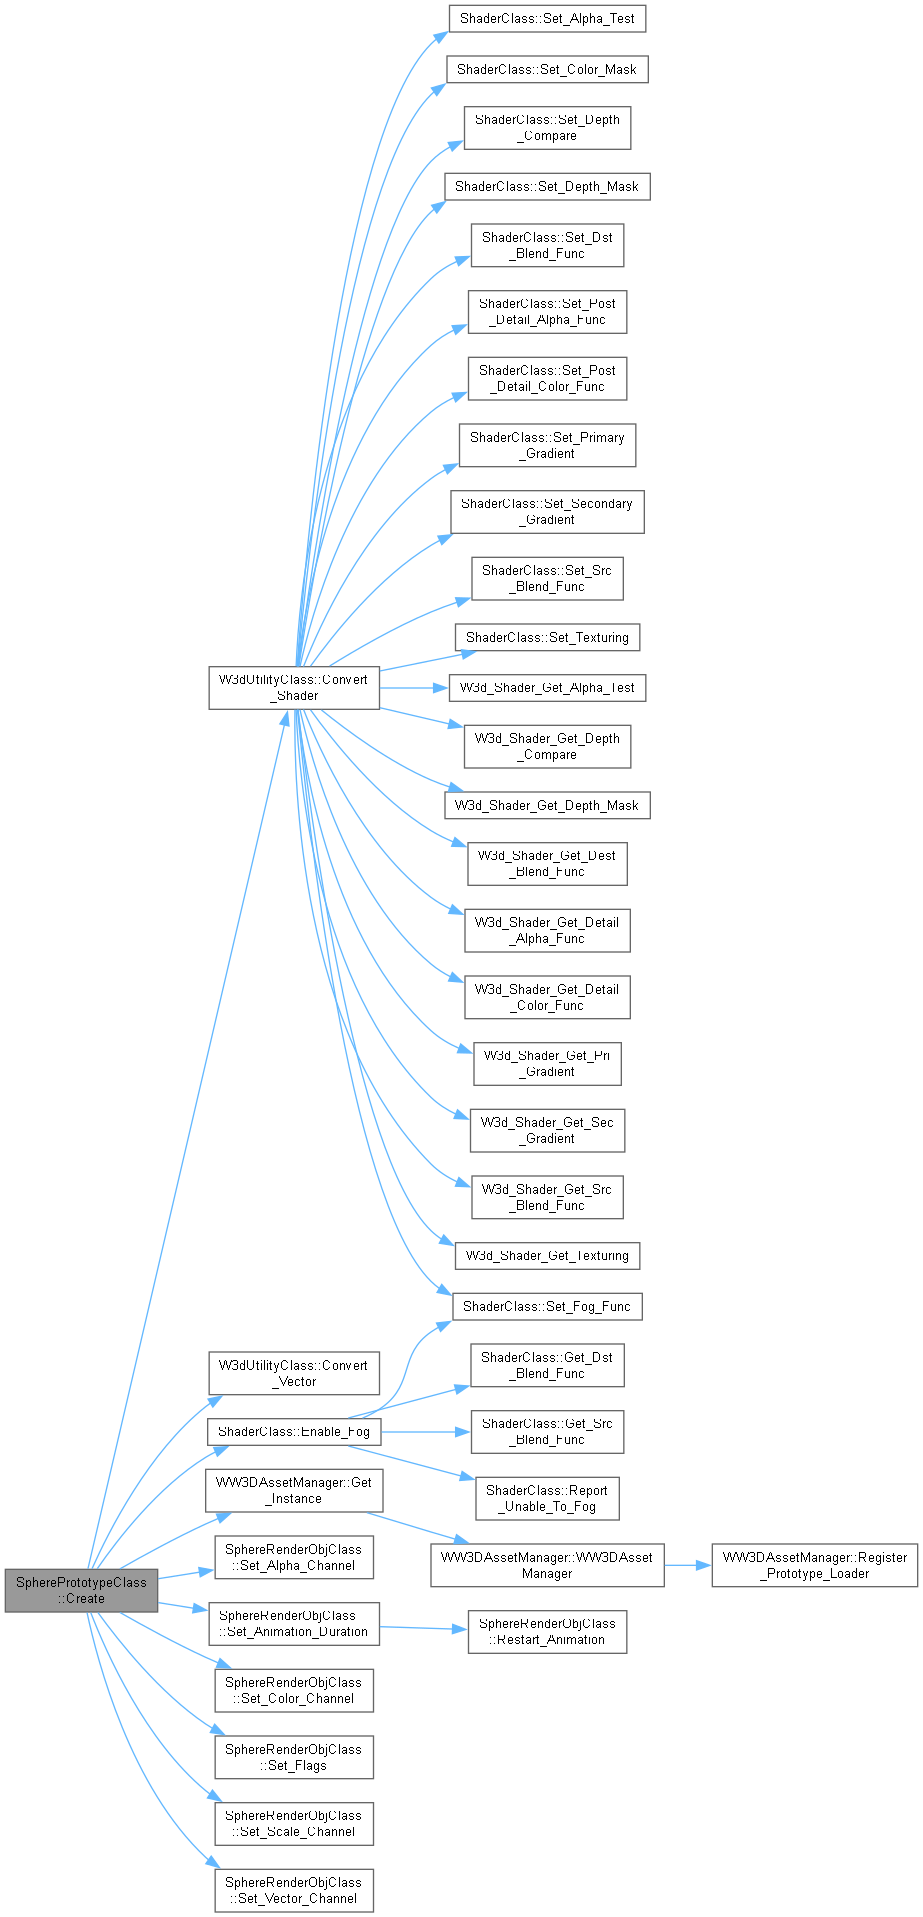 ShaderClass::Set_Alpha_Test
ShaderClass::Set_Color_Mask
ShaderClass::Set_Depth
_Compare
ShaderClass::Set_Depth_Mask
ShaderClass::Set_Dst
_Blend_Func
ShaderClass::Set_Post
_Detail_Alpha_Func
ShaderClass::Set_Post
_Detail_Color_Func
ShaderClass::Set_Primary
_Gradient
ShaderClass::Set_Secondary
_Gradient
ShaderClass::Set_Src
_Blend_Func
ShaderClass::Set_Texturing
W3dUtilityClass::Convert
_Shader
W3d_Shader_Get_Alpha_Test
W3d_Shader_Get_Depth
_Compare
W3d_Shader_Get_Depth_Mask
W3d_Shader_Get_Dest
_Blend_Func
W3d_Shader_Get_Detail
_Alpha_Func
W3d_Shader_Get_Detail
_Color_Func
W3d_Shader_Get_Pri
_Gradient
W3d_Shader_Get_Sec
_Gradient
W3d_Shader_Get_Src
_Blend_Func
W3d_Shader_Get_Texturing
ShaderClass::Set_Fog_Func
W3dUtilityClass::Convert
_Vector
ShaderClass::Get_Dst
_Blend_Func
ShaderClass::Enable_Fog
ShaderClass::Get_Src
_Blend_Func
WW3DAssetManager::Get
_Instance
ShaderClass::Report
_Unable_To_Fog
SphereRenderObjClass
::Set_Alpha_Channel
WW3DAssetManager::WW3DAsset
Manager
WW3DAssetManager::Register
_Prototype_Loader
SpherePrototypeClass
::Create
SphereRenderObjClass
::Set_Animation_Duration
SphereRenderObjClass
::Restart_Animation
SphereRenderObjClass
::Set_Color_Channel
SphereRenderObjClass
::Set_Flags
SphereRenderObjClass
::Set_Scale_Channel
SphereRenderObjClass
::Set_Vector_Channel